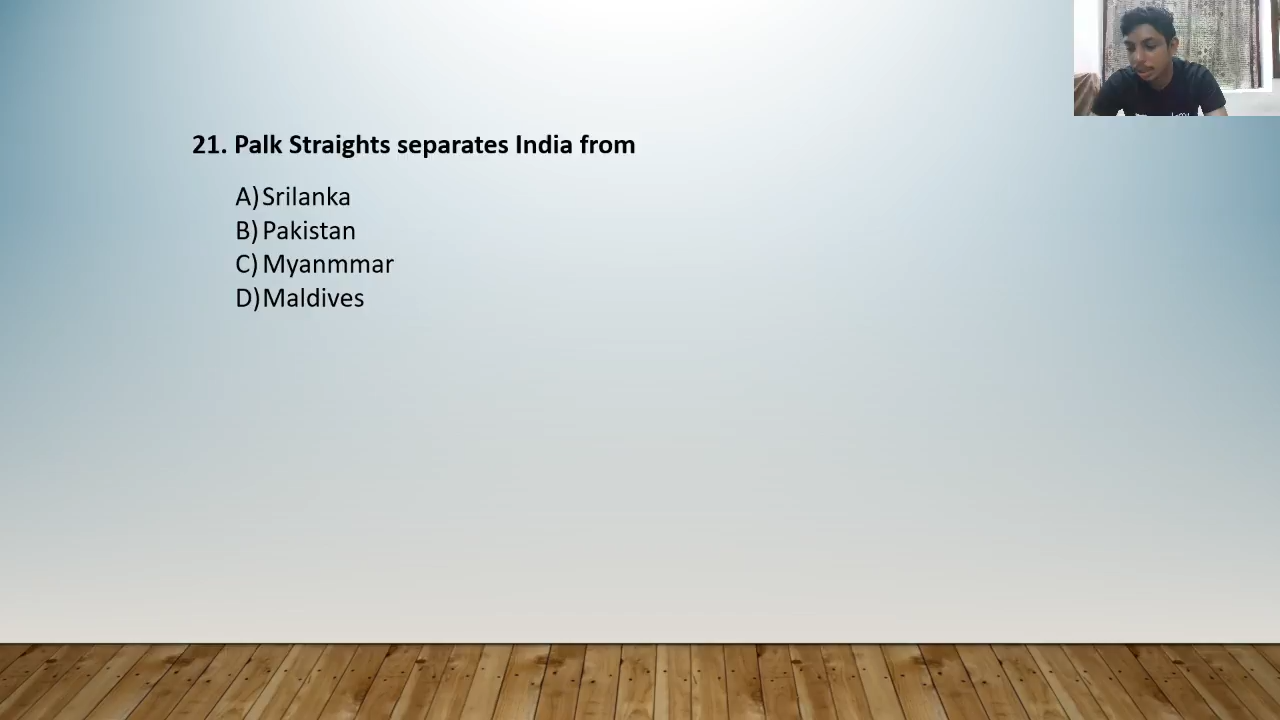 21. Palk Straights separates India from
A) Srilanka
B) Pakistan
C) Myanmmar
D) Maldives